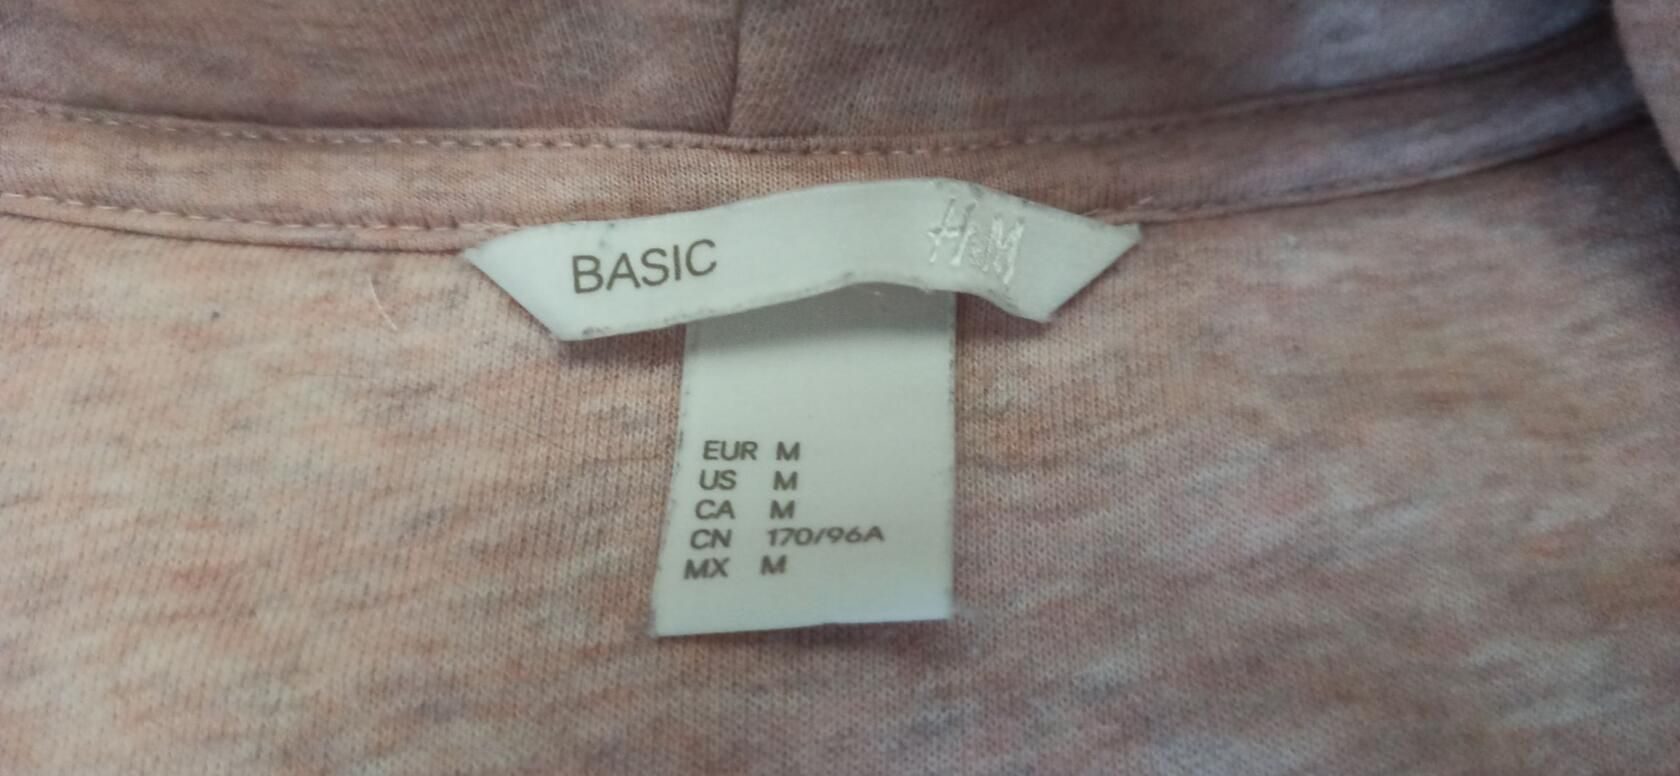 BASIC H&M
EUR M
US M
CA M
CN 170/96A
MX M